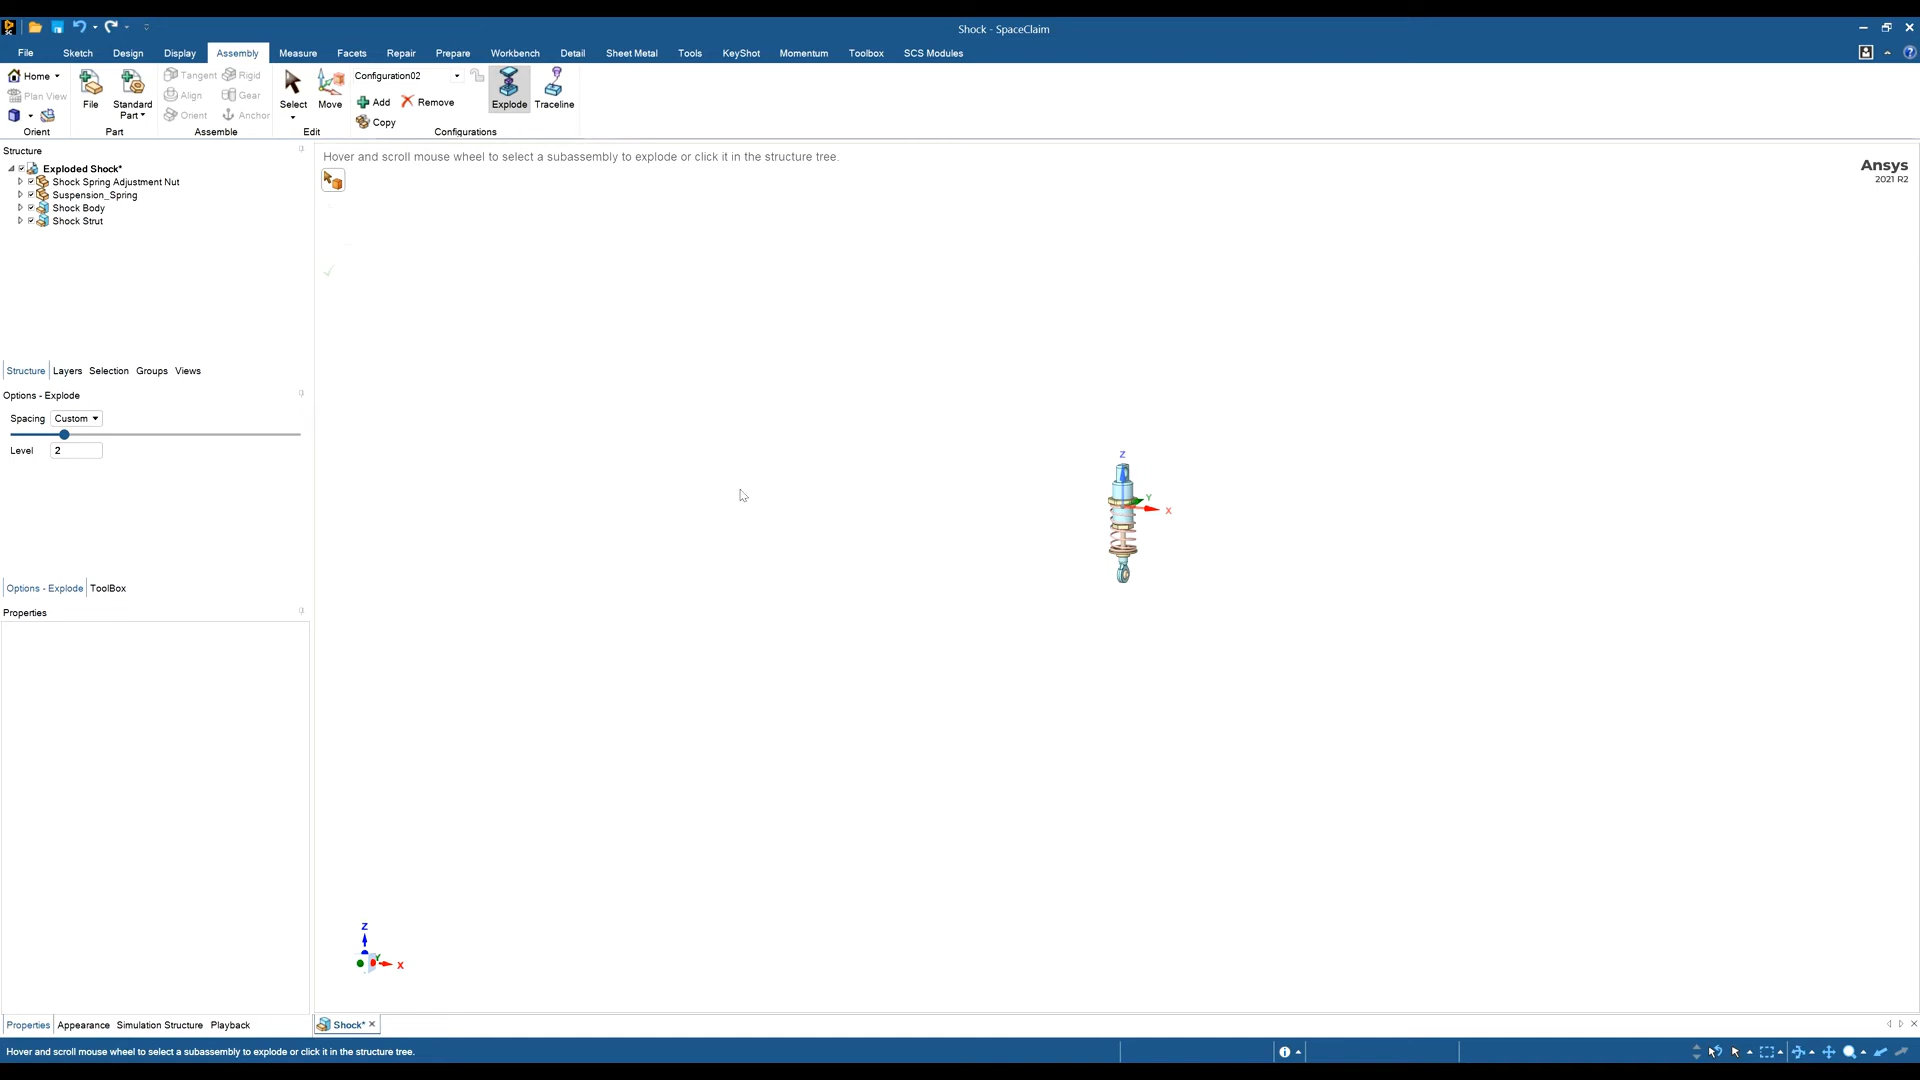 Shock - SpaceClaim
File Sketch Design Display Assembly Measure Facets Repair Prepare Workbench Detail Sheet Metal Tools KeyShot Momentum Toolbox SCS Modules
Home
Plan View
Orient
File
Standard
Part
Part
Tangent Rigid
Align Gear
Orient Anchor
Assemble
Select Move
Edit
Configuration02
Add Remove
Copy
Explode Traceline
Configurations
Structure
Exploded Shock*
Shock Spring Adjustment Nut
Suspension_Spring
Shock Body
Shock Strut
Structure Layers Selection Groups Views
Options - Explode
Spacing Custom
Level 2
Options - Explode ToolBox
Properties
Properties Appearance Simulation Structure Playback
Hover and scroll mouse wheel to select a subassembly to explode or click it in the structure tree.
Ansys
2021 R2
Z
Y
X
Z
Y
X
Shock*
Hover and scroll mouse wheel to select a subassembly to explode or click it in the structure tree.